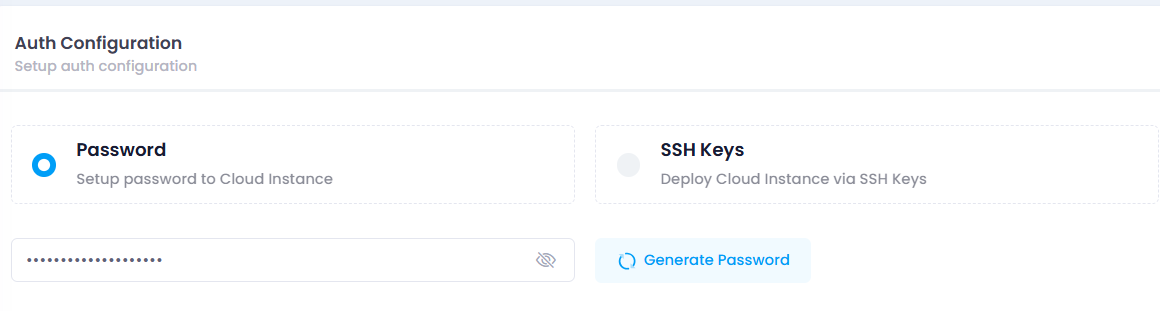 Auth Configuration
Setup auth configuration
Password
Setup password to Cloud Instance
SSH Keys
Deploy Cloud Instance via SSH Keys
••••••••••••••••••••
Generate Password